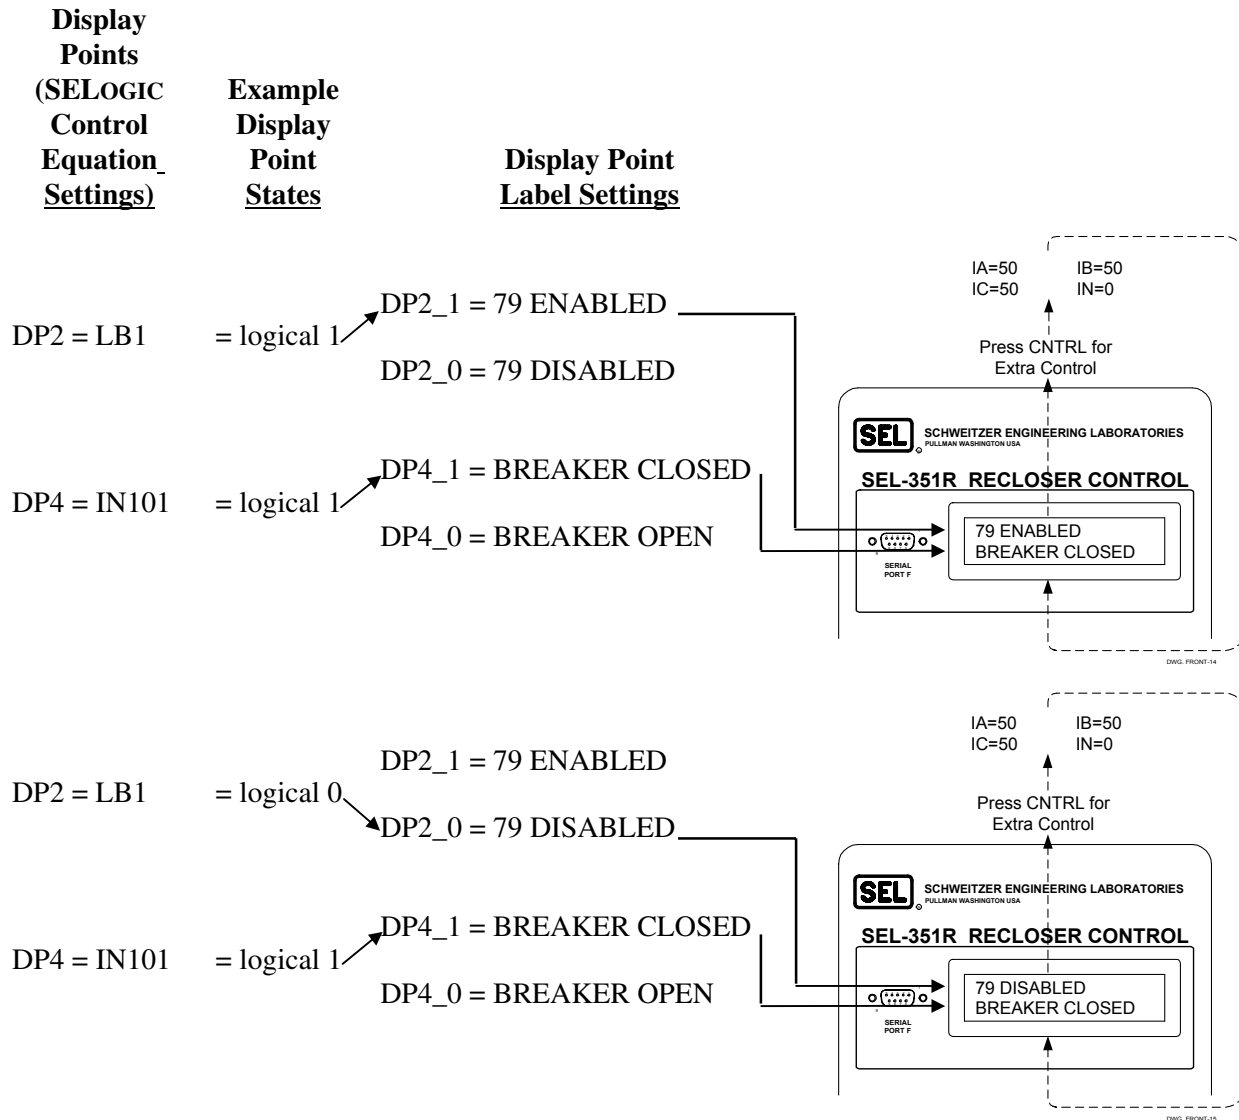 Display
Points
(SELOGIC
Control
Equation
Settings)
Example
Display
Point
States
Display Point
Label Settings
DP2 = LB1
= logical 1
DP2_1 = 79 ENABLED
DP2_0 = 79 DISABLED
DP4 = IN101
= logical 1
DP4_1 = BREAKER CLOSED
DP4_0 = BREAKER OPEN
IA=50 IB=50
IC=50 IN=0
Press CNTRL for
Extra Control
SEL SCHWEITZER ENGINEERING LABORATORIES
PULLMAN WASHINGTON USA
SEL-351R RECLOSER CONTROL
79 ENABLED
BREAKER CLOSED
SERIAL
PORT F
DWG. FRONT-14
DP2 = LB1
= logical 0
DP2_1 = 79 ENABLED
DP2_0 = 79 DISABLED
DP4 = IN101
= logical 1
DP4_1 = BREAKER CLOSED
DP4_0 = BREAKER OPEN
IA=50 IB=50
IC=50 IN=0
Press CNTRL for
Extra Control
SEL SCHWEITZER ENGINEERING LABORATORIES
PULLMAN WASHINGTON USA
SEL-351R RECLOSER CONTROL
79 DISABLED
BREAKER CLOSED
SERIAL
PORT F
DWG. FRONT-15